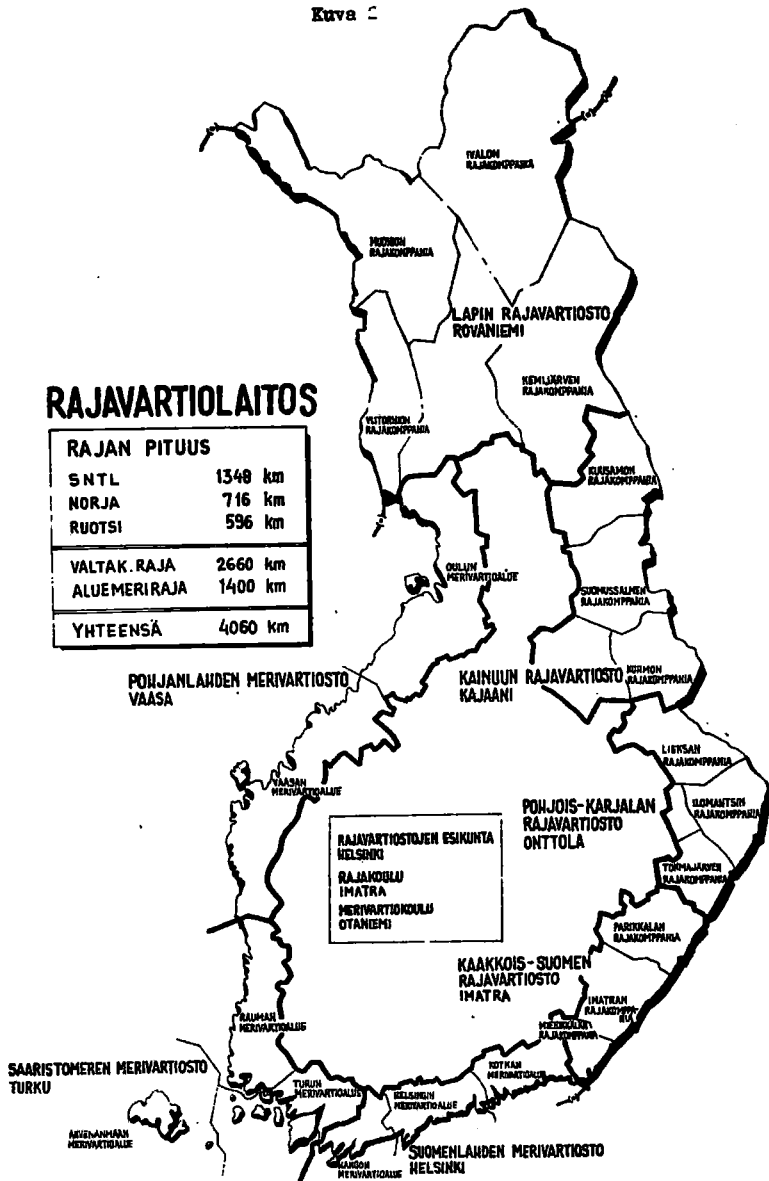 Kuva
IVALON
RAJAKOMPPANIA
MUONION
RAJAKOMPPANIA
LAPIN RAJAVARTIOSTO
ROVANIEMI
KEMIJÄRVEN
RAJAKOMPPANIA
YLITORNION
RAJAKOMPPANIA
RAJAVARTIOLAITOS
RAJAN PITUUS
SNTL 1348 km
NORJA 716 km
RUOTSI 596 km
VALTAK. RAJA 2660 km
ALUEMERIRAJA 1400 km
YHTEENSÄ 4060 km
KUUSAMON
RAJAKOMPPANIA
OULUN
MERIVARTIOALUE
SUOMUSSALMEN
RAJAKOMPPANIA
POHJANLAHDEN MERIVARTIOSTO
VAASA
KAINUUN RAJAVARTIOSTO
KAJAANI
KUHMON
RAJAKOMPPANIA
LIEKSAN
RAJAKOMPPANIA
VAASAN
MERIVARTIOALUE
POHJOIS-KARJALAN
RAJAVARTIOSTO
ONTTOLA
ILOMANTSIN
RAJAKOMPPANIA
RAJAVARTIOSTOJEN ESIKUNTA
HELSINKI
RAJAKOULU
IMATRA
MERIVARTIOKOULU
OTANIEMI
TOHMAJÄRVEN
RAJAKOMPPANIA
PARIKKALAN
RAJAKOMPPANIA
KAAKKOIS-SUOMEN
RAJAVARTIOSTO
IMATRA
IMATRAN
RAJAKOMPPA-
NIA
RAJAKOMPPANIA
RAUMAN
MERIVARTIOALUE
KOTKAN
MERIVARTIOALUE
SAARISTOMEREN MERIVARTIOSTO
TURKU
TURUN
MERIVARTIOALUE
HELSINGIN
MERIVARTIOALUE
AHVENANMAAN
MERIVARTIOALUE
HANGON
MERIVARTIOALUE
SUOMENLAHDEN MERIVARTIOSTO
HELSINKI